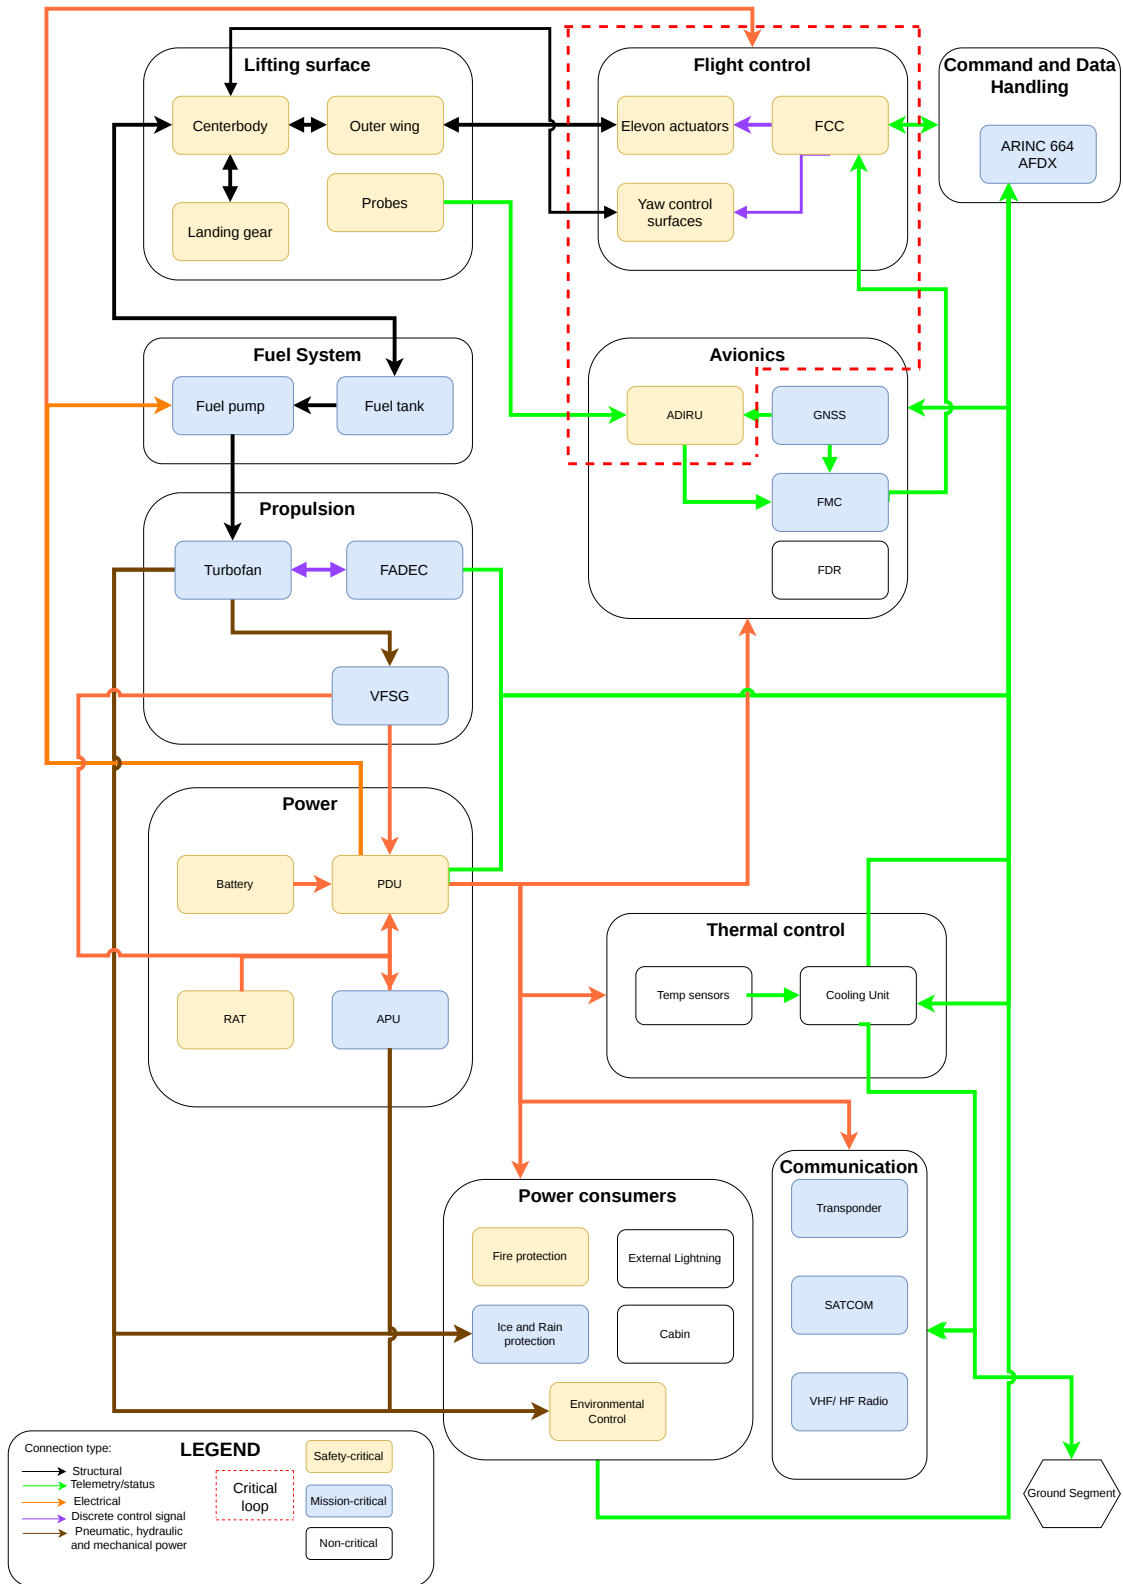 Lifting surface
Centerbody
Outer wing
Probes
Landing gear
Flight control
Elevon actuators
FCC
Yaw control
surfaces
Command and Data
Handling
ARINC 664
AFDX
Fuel System
Fuel pump
Fuel tank
Avionics
ADIRU
GNSS
FMC
FDR
Propulsion
Turbofan
FADEC
VFSG
Power
Battery
PDU
RAT
APU
Thermal control
Temp sensors
Cooling Unit
Power consumers
Fire protection
External Lightning
Ice and Rain
protection
Cabin
Environmental
Control
Communication
Transponder
SATCOM
VHF/ HF Radio
Ground Segment
LEGEND
Connection type:
Structural
Telemetry/status
Electrical
Discrete control signal
Pneumatic, hydraulic
and mechanical power
Critical
loop
Safety-critical
Mission-critical
Non-critical